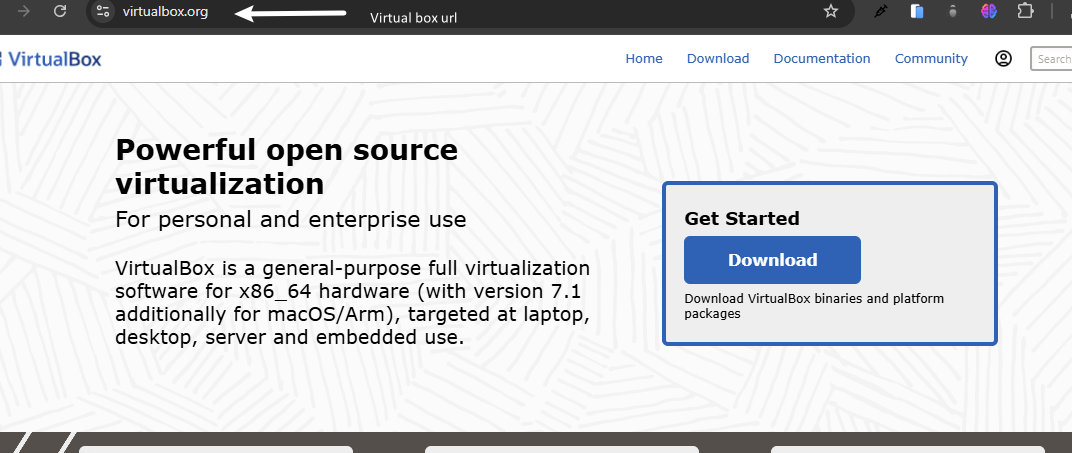 virtualbox.org
Virtual box url
VirtualBox
Home Download Documentation Community Search
Powerful open source
virtualization
For personal and enterprise use
VirtualBox is a general-purpose full virtualization
software for x86_64 hardware (with version 7.1
additionally for macOS/Arm), targeted at laptop,
desktop, server and embedded use.
Get Started
Download
Download VirtualBox binaries and platform
packages